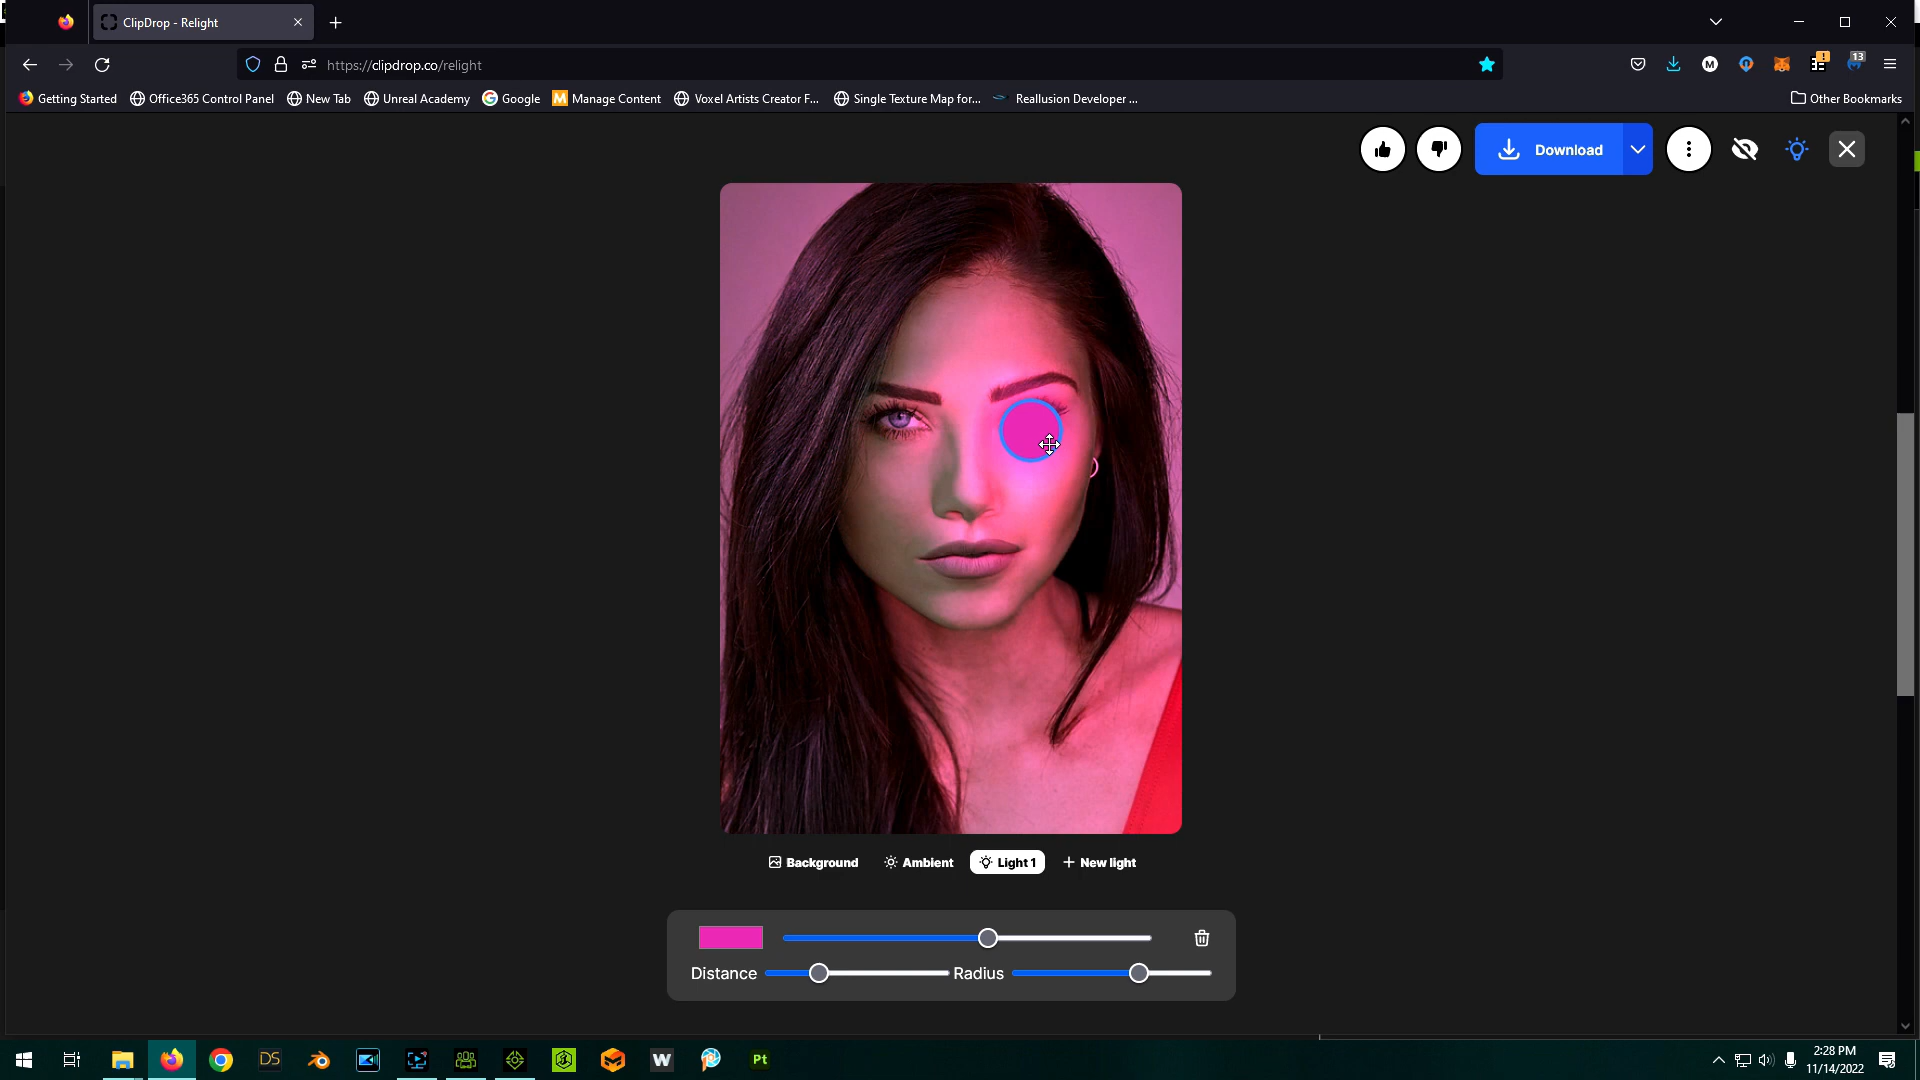 ClipDrop - Relight
https://clipdrop.co/relight
Getting Started Office365 Control Panel New Tab Unreal Academy Google Manage Content Voxel Artists Creator F... Single Texture Map for... Reallusion Developer ... Other Bookmarks
13
Download
Background Ambient Light 1 New light
Distance Radius
DS W Pt
2:28 PM
11/14/2022